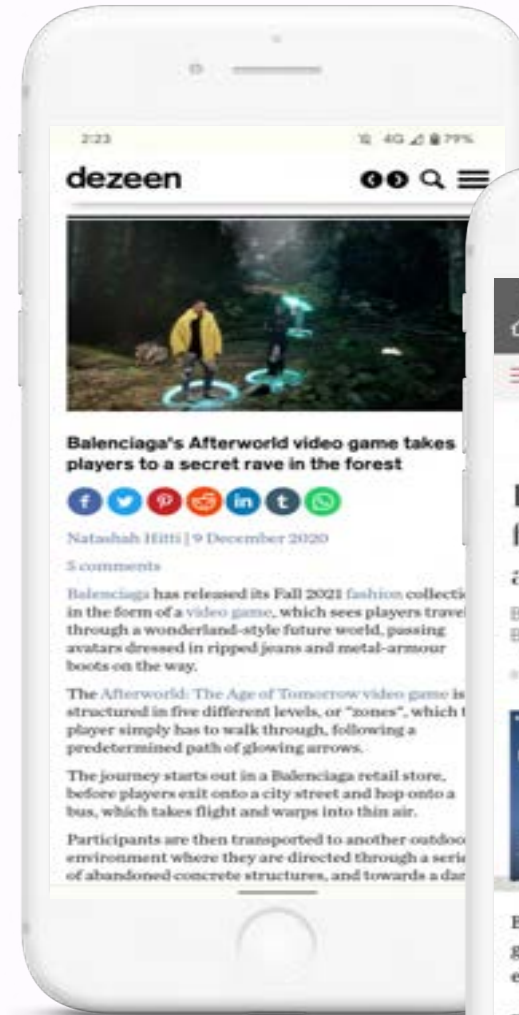 2:23
4G 79%
dezeen
Balenciaga's Afterworld video game takes
players to a secret rave in the forest
Natashah Hitti | 9 December 2020
5 comments
Balenciaga has released its Fall 2021 fashion collecti
in the form of a video game, which sees players trave
through a wonderland-style future world, passing
avatars dressed in ripped jeans and metal-armour
boots on the way.
The Afterworld: The Age of Tomorrow video game is
structured in five different levels, or "zones", which t
player simply has to walk through, following a
predetermined path of glowing arrows.
The journey starts out in a Balenciaga retail store,
before players exit onto a city street and hop onto a
bus, which takes flight and warps into thin air.
Participants are then transported to another outdoo
environment where they are directed through a serie
of abandoned concrete structures, and towards a dar